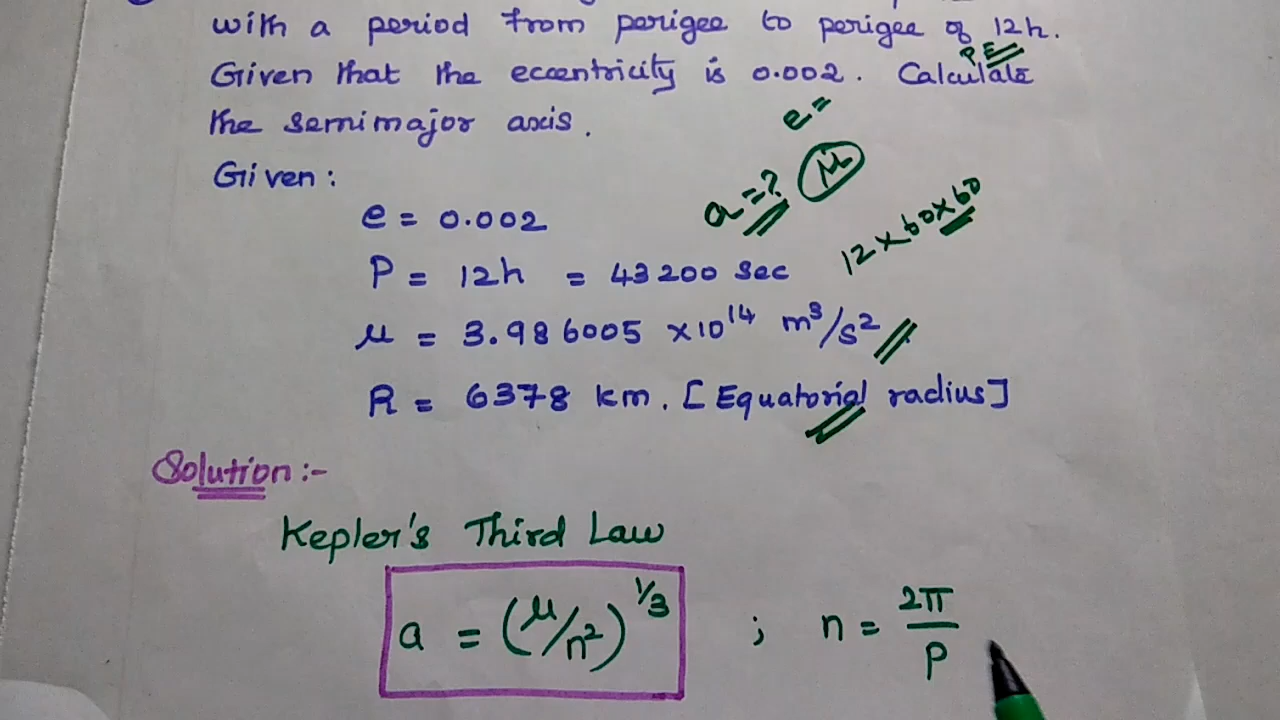 with a period from perigee to perigee of 12h.
P E
Given that the eccentricity is 0.002. Calculate
the semimajor axis.
e =
Given:
a = ? μ
e = 0.002
12 × 60 × 60
P = 12h = 43200 sec
μ = 3.986005 × 10¹⁴ m³/s²
R = 6378 km. [Equatorial radius]
Solution:-
Kepler's Third Law
a = (μ/n²)^1/3 ; n = 2π/P